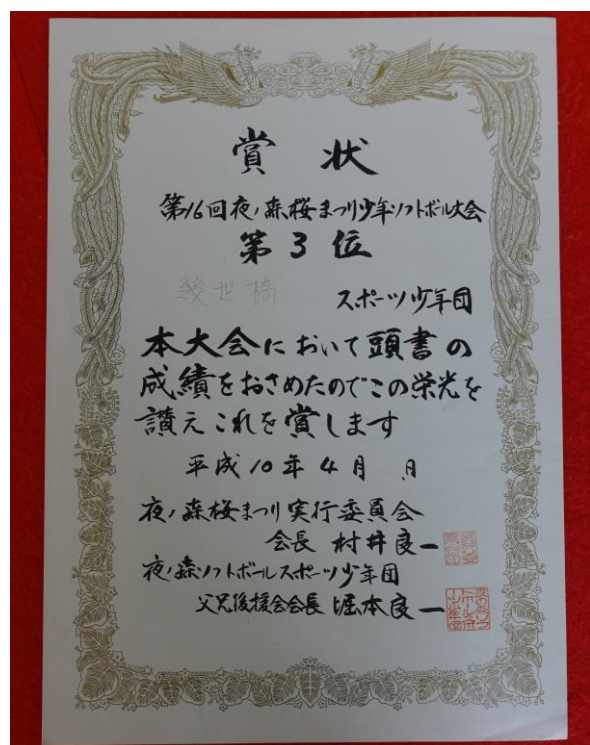 賞状
第16回夜ノ森桜まつり少年ソフトボール大会
第3位
幾世橋 スポーツ少年団
本大会において頭書の
成績をおさめたのでこの栄光を
讃えこれを賞します
平成10年4月 日
夜ノ森桜まつり実行委員会
会長 村井良一
夜ノ森ソフトボールスポーツ少年団
父兄後援会会長 堀本良一